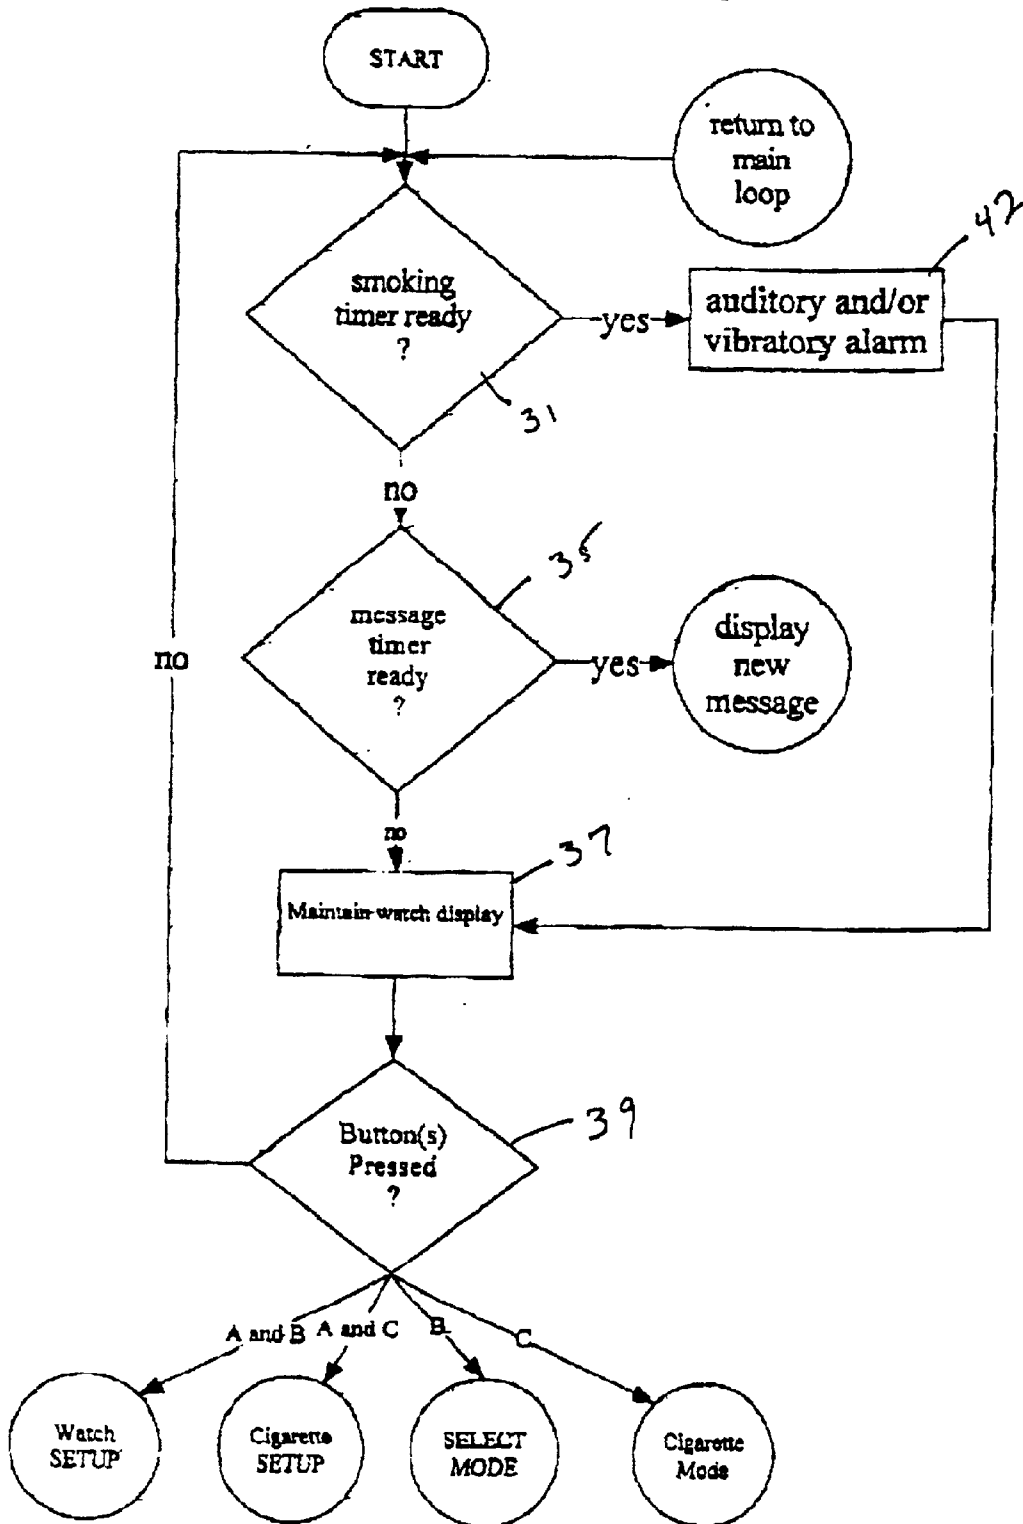 START
return to
main
loop
42
smoking
timer ready
?
yes
auditory and/or
vibratory alarm
31
no
35
message
timer
ready
?
yes
display
new
message
no
no
37
Maintain watch display
39
Button(s)
Pressed
?
A and B
A and C
B
C
Watch
SETUP
Cigarette
SETUP
SELECT
MODE
Cigarette
Mode